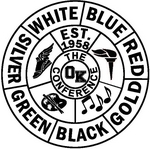 SILVER
WHITE
BLUE
RED
GOLD
BLACK
GREEN
EST.
1958
THE
OK
CONFERENCE